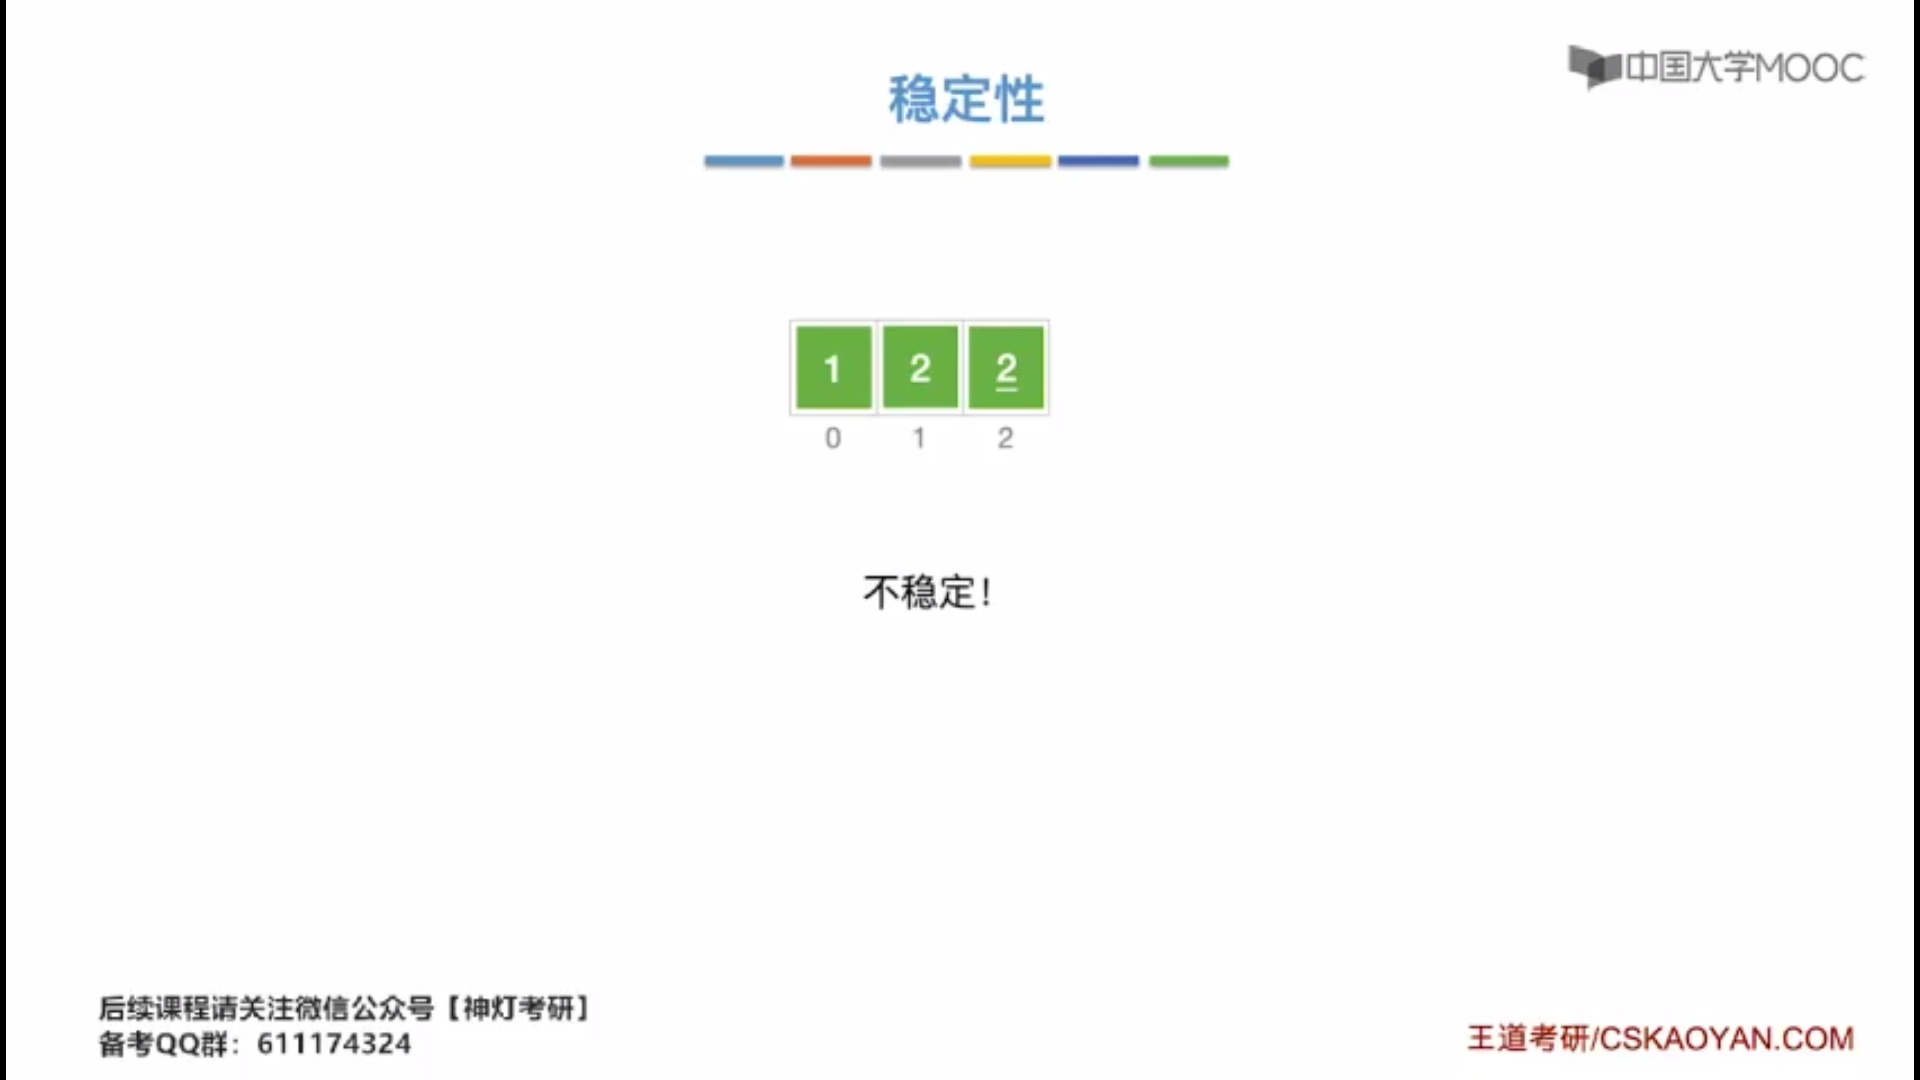 中国大学MOOC
稳定性
1 2 2
0 1 2
不稳定！
后续课程请关注微信公众号【神灯考研】
备考QQ群：611174324
王道考研/CSKAOYAN.COM